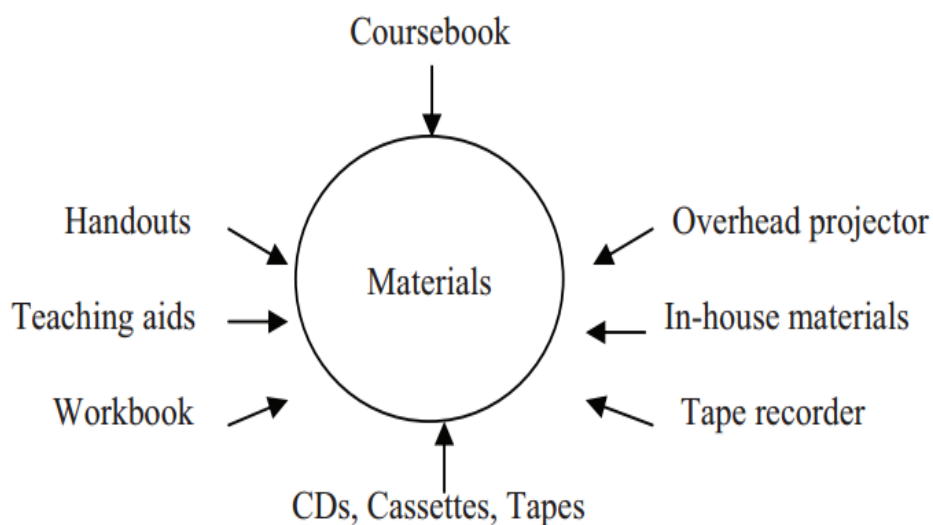 Coursebook
Handouts
Overhead projector
Materials
Teaching aids
In-house materials
Workbook
Tape recorder
CDs, Cassettes, Tapes